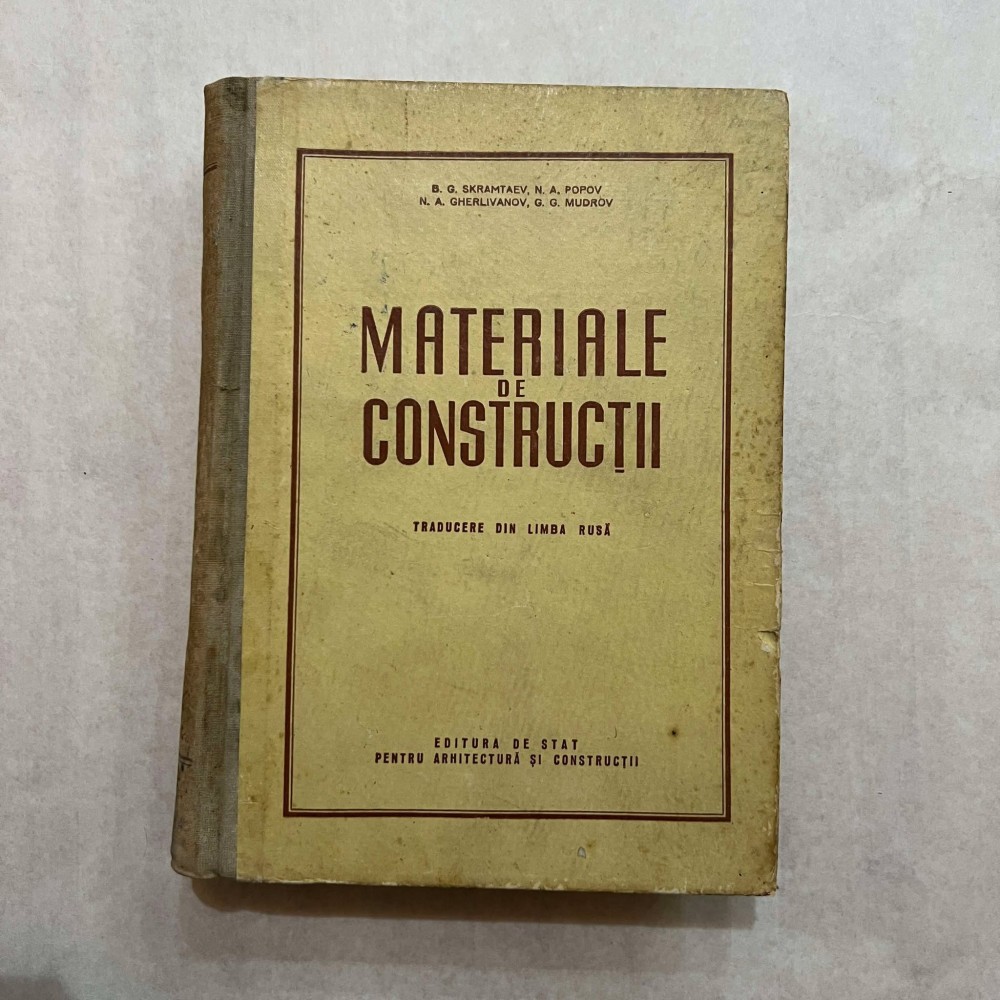 B. G. SKRAMTAEV, N. A. POPOV
N. A. GHERLIVANOV, G. G. MUDROV
MATERIALE
DE
CONSTRUCȚII
TRADUCERE DIN LIMBA RUSĂ
EDITURA DE STAT
PENTRU ARHITECTURĂ ȘI CONSTRUCȚII